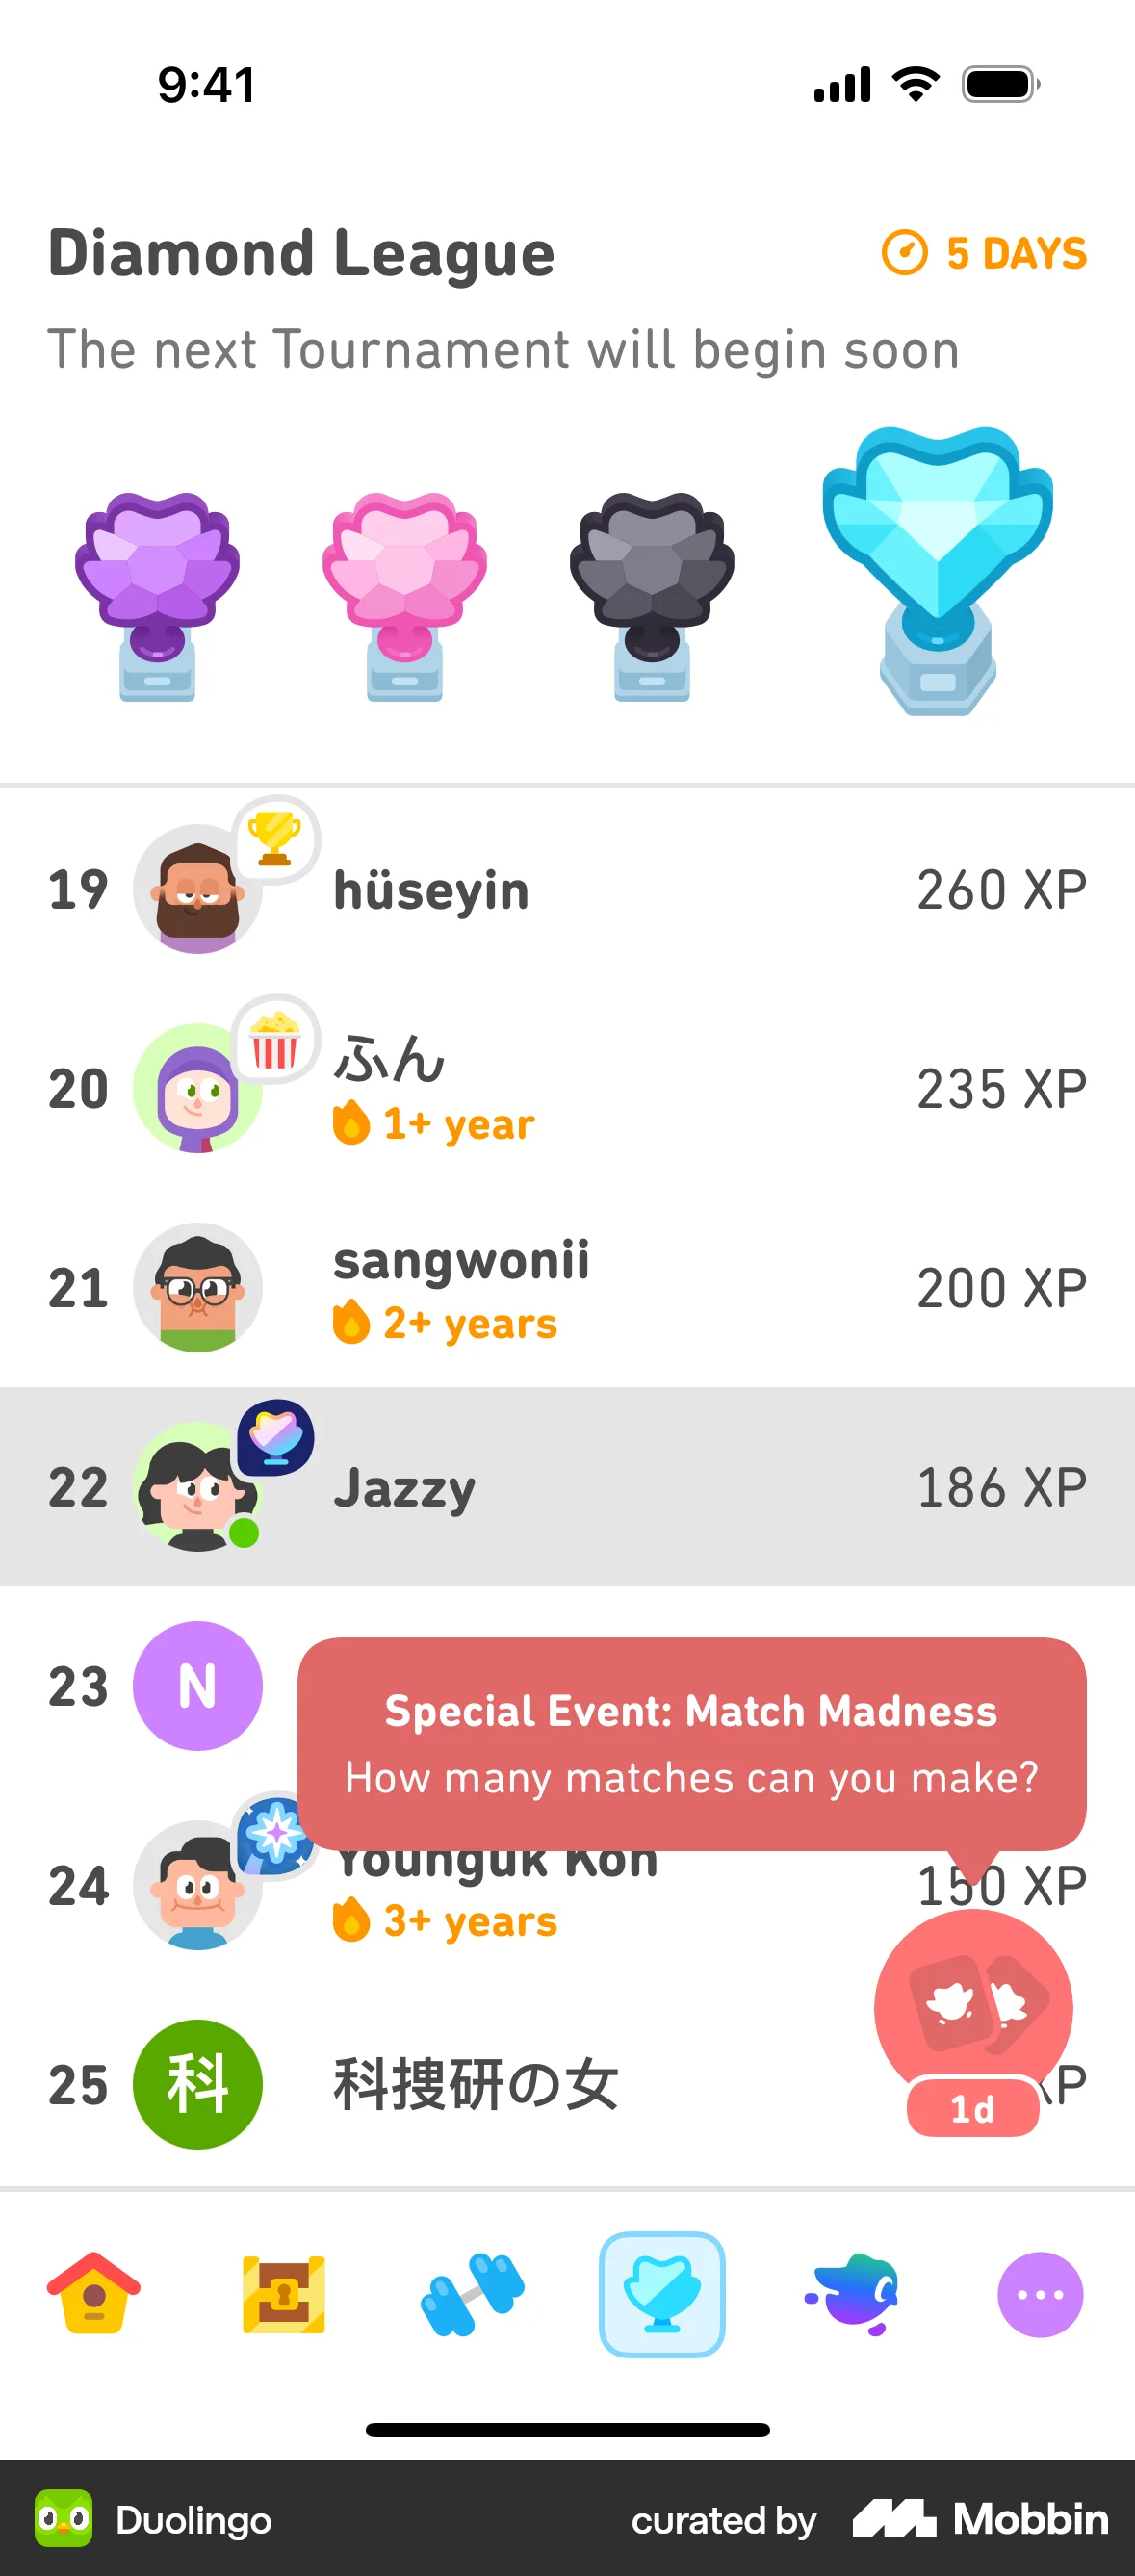 9:41
Diamond League
5 DAYS
The next Tournament will begin soon
19 hüseyin 260 XP
20 ふん 235 XP
1+ year
21 sangwonii 200 XP
2+ years
22 Jazzy 186 XP
23 N
Special Event: Match Madness
How many matches can you make?
24 Younguk Koh 150 XP
3+ years
25 科 科捜研の女 XP
1d
Duolingo
curated by Mobbin